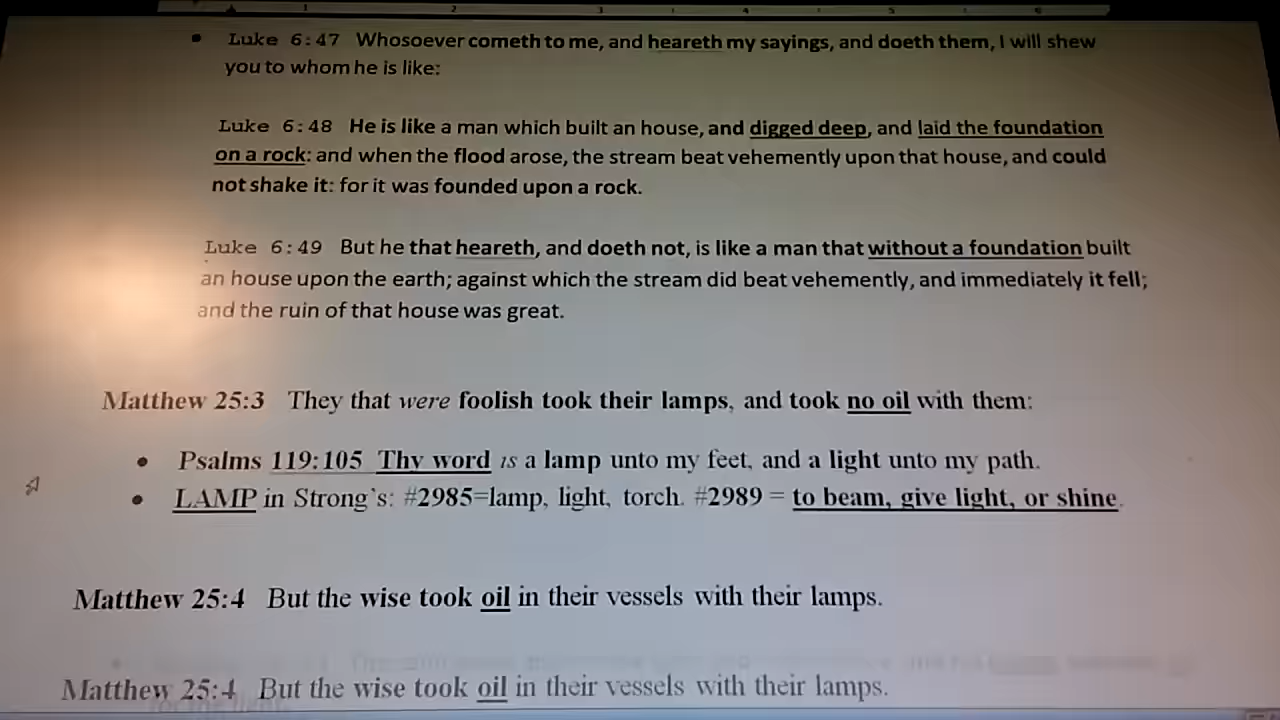 Luke 6:47 Whosoever cometh to me, and heareth my sayings, and doeth them, I will shew
you to whom he is like:
Luke 6:48 He is like a man which built an house, and digged deep, and laid the foundation
on a rock: and when the flood arose, the stream beat vehemently upon that house, and could
not shake it: for it was founded upon a rock.
Luke 6:49 But he that heareth, and doeth not, is like a man that without a foundation built
an house upon the earth; against which the stream did beat vehemently, and immediately it fell;
and the ruin of that house was great.
Matthew 25:3 They that were foolish took their lamps, and took no oil with them:
Psalms 119:105 Thy word is a lamp unto my feet, and a light unto my path.
LAMP in Strong's: #2985=lamp, light, torch. #2989 = to beam, give light, or shine.
Matthew 25:4 But the wise took oil in their vessels with their lamps.
Matthew 25:4 But the wise took oil in their vessels with their lamps.